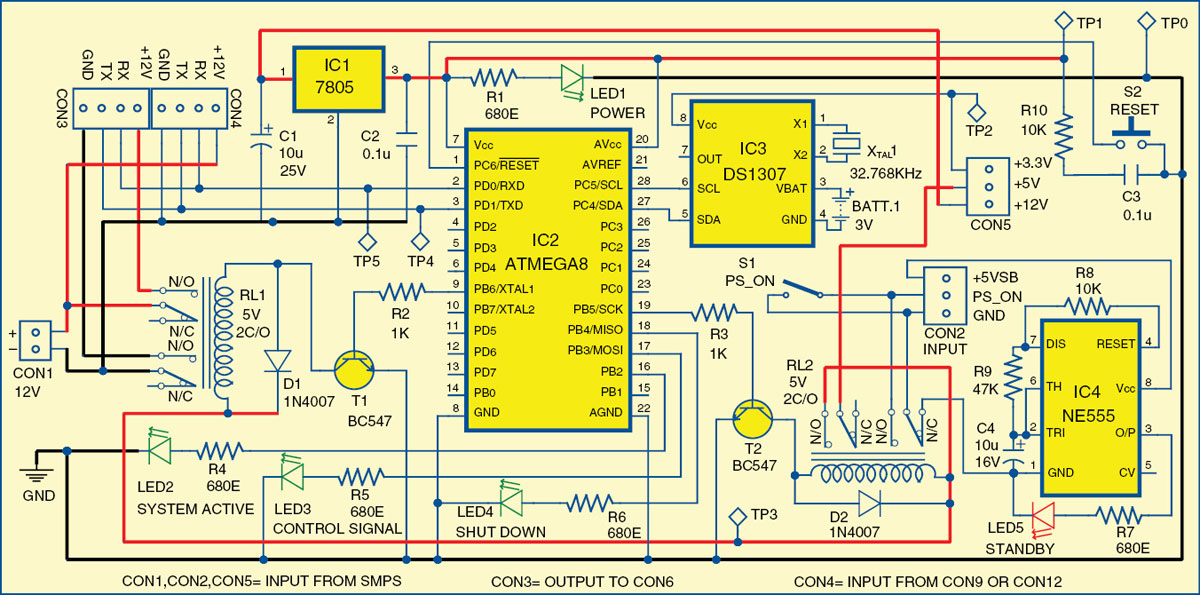 TP1
TP0
GND
TX
RX
+12V
GND
TX
RX
+12V
CON3
CON4
1
IC1
7805
3
2
C1
10u
25V
C2
0.1u
R1
680E
LED1
POWER
S2
RESET
R10
10K
C3
0.1u
TP2
8
Vcc
7
OUT
6
SCL
5
SDA
IC3
DS1307
X1
1
X2
2
VBAT
3
GND
4
XTAL1
32.768KHz
+
BATT.1
3V
+3.3V
+5V
+12V
CON5
TP5
TP4
7
Vcc
1
PC6/RESET
2
PD0/RXD
3
PD1/TXD
4
PD2
5
PD3
6
PD4
9
PB6/XTAL1
10
PB7/XTAL2
11
PD5
12
PD6
13
PD7
14
PB0
8
GND
IC2
ATMEGA8
AVcc
20
AVREF
21
PC5/SCL
28
PC4/SDA
27
PC3
26
PC2
25
PC1
24
PC0
23
PB5/SCK
19
PB4/MISO
18
PB3/MOSI
17
PB2
16
PB1
15
AGND
22
N/O
N/C
N/O
N/C
RL1
5V
2C/O
+
–
CON1
12V
D1
1N4007
R2
1K
T1
BC547
S1
PS_ON
R3
1K
+5VSB
PS_ON
GND
CON2
INPUT
R8
10K
R9
47K
C4
10u
16V
+
7
DIS
6
TH
2
TRI
1
GND
IC4
NE555
RESET
4
Vcc
8
O/P
3
CV
5
RL2
5V
2C/O
N/O
N/C
N/O
N/C
T2
BC547
D2
1N4007
TP3
GND
LED2
SYSTEM ACTIVE
R4
680E
LED3
CONTROL SIGNAL
R5
680E
LED4
SHUT DOWN
R6
680E
LED5
STANDBY
R7
680E
CON1,CON2,CON5= INPUT FROM SMPS
CON3= OUTPUT TO CON6
CON4= INPUT FROM CON9 OR CON12